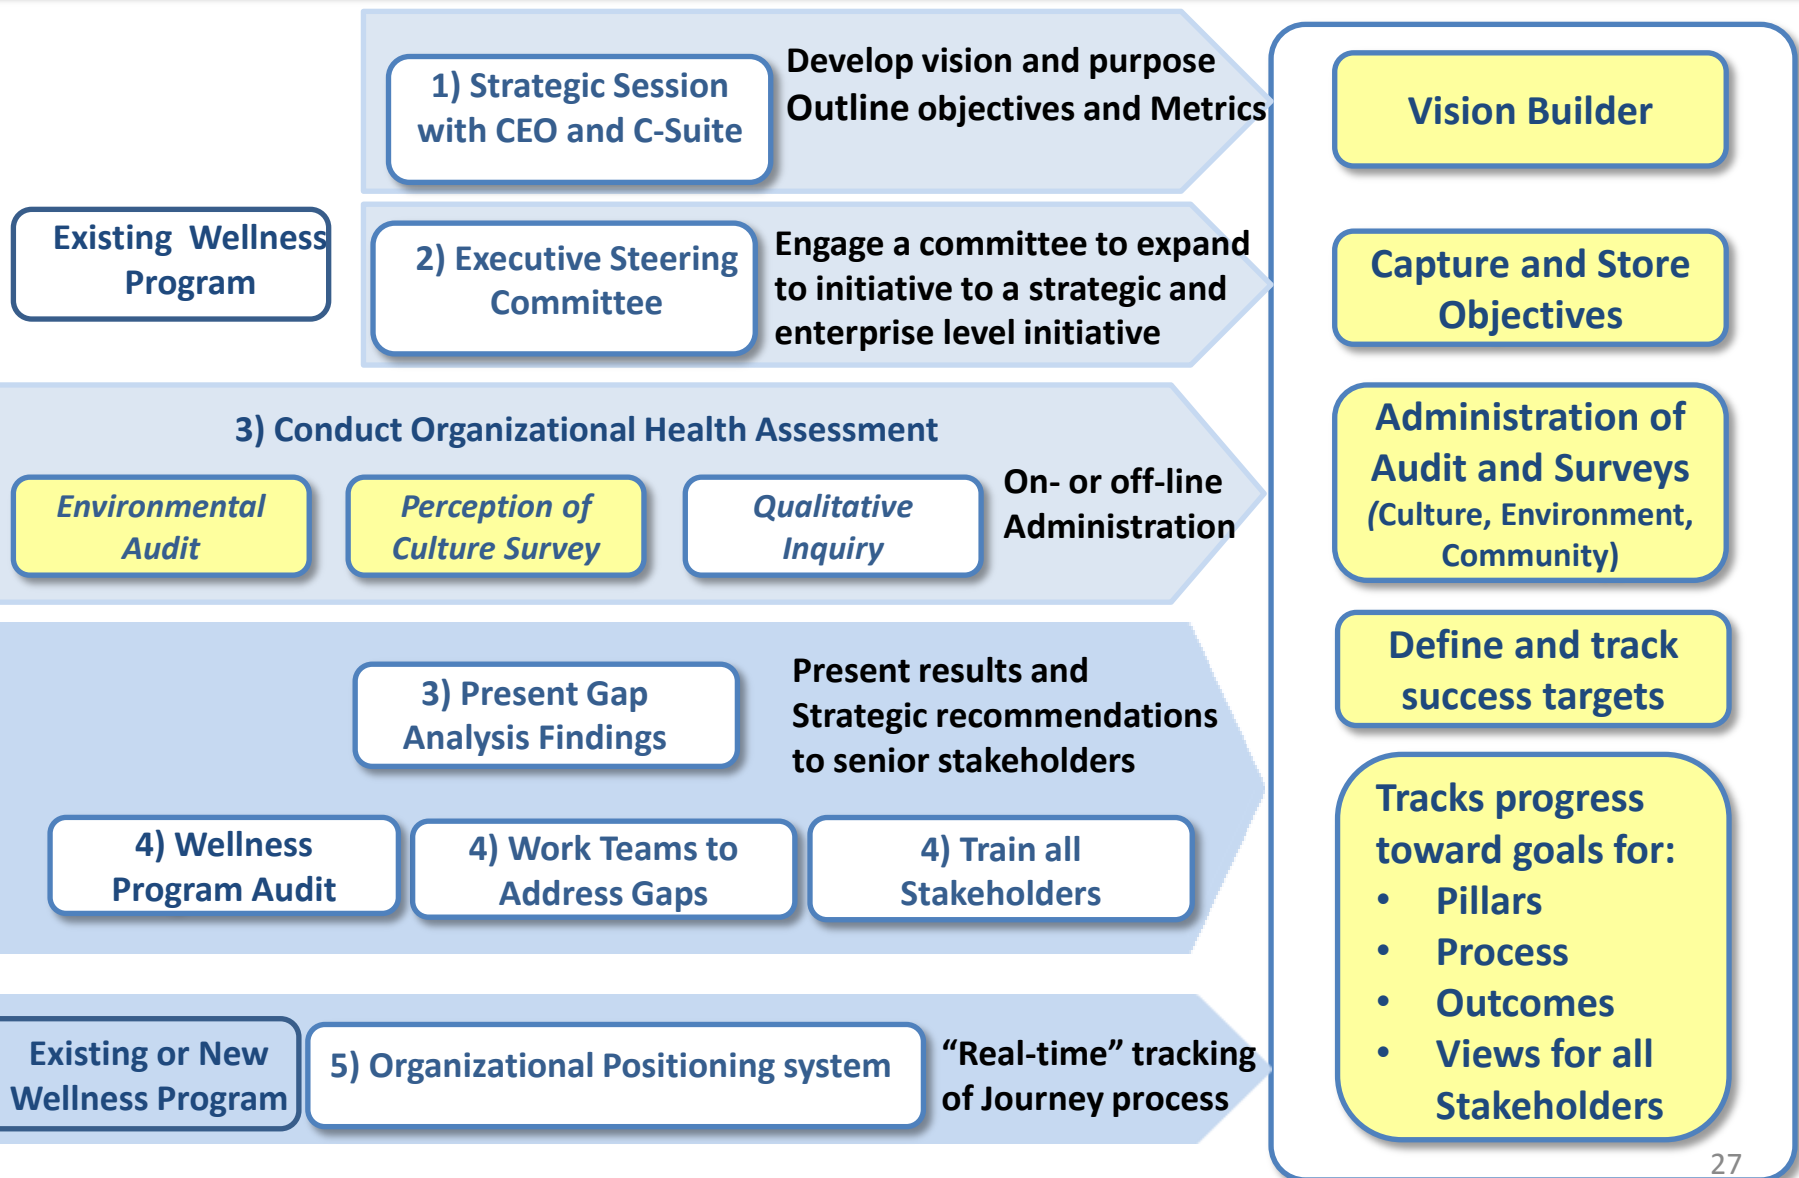 1) Strategic Session
with CEO and C-Suite
Develop vision and purpose
Outline objectives and Metrics
Vision Builder
Existing Wellness
Program
2) Executive Steering
Committee
Engage a committee to expand
to initiative to a strategic and
enterprise level initiative
Capture and Store
Objectives
3) Conduct Organizational Health Assessment
Environmental
Audit
Perception of
Culture Survey
Qualitative
Inquiry
On- or off-line
Administration
Administration of
Audit and Surveys
(Culture, Environment,
Community)
3) Present Gap
Analysis Findings
Present results and
Strategic recommendations
to senior stakeholders
Define and track
success targets
4) Wellness
Program Audit
4) Work Teams to
Address Gaps
4) Train all
Stakeholders
Tracks progress
toward goals for:
• Pillars
• Process
• Outcomes
• Views for all
Stakeholders
Existing or New
Wellness Program
5) Organizational Positioning system
“Real-time” tracking
of Journey process
27